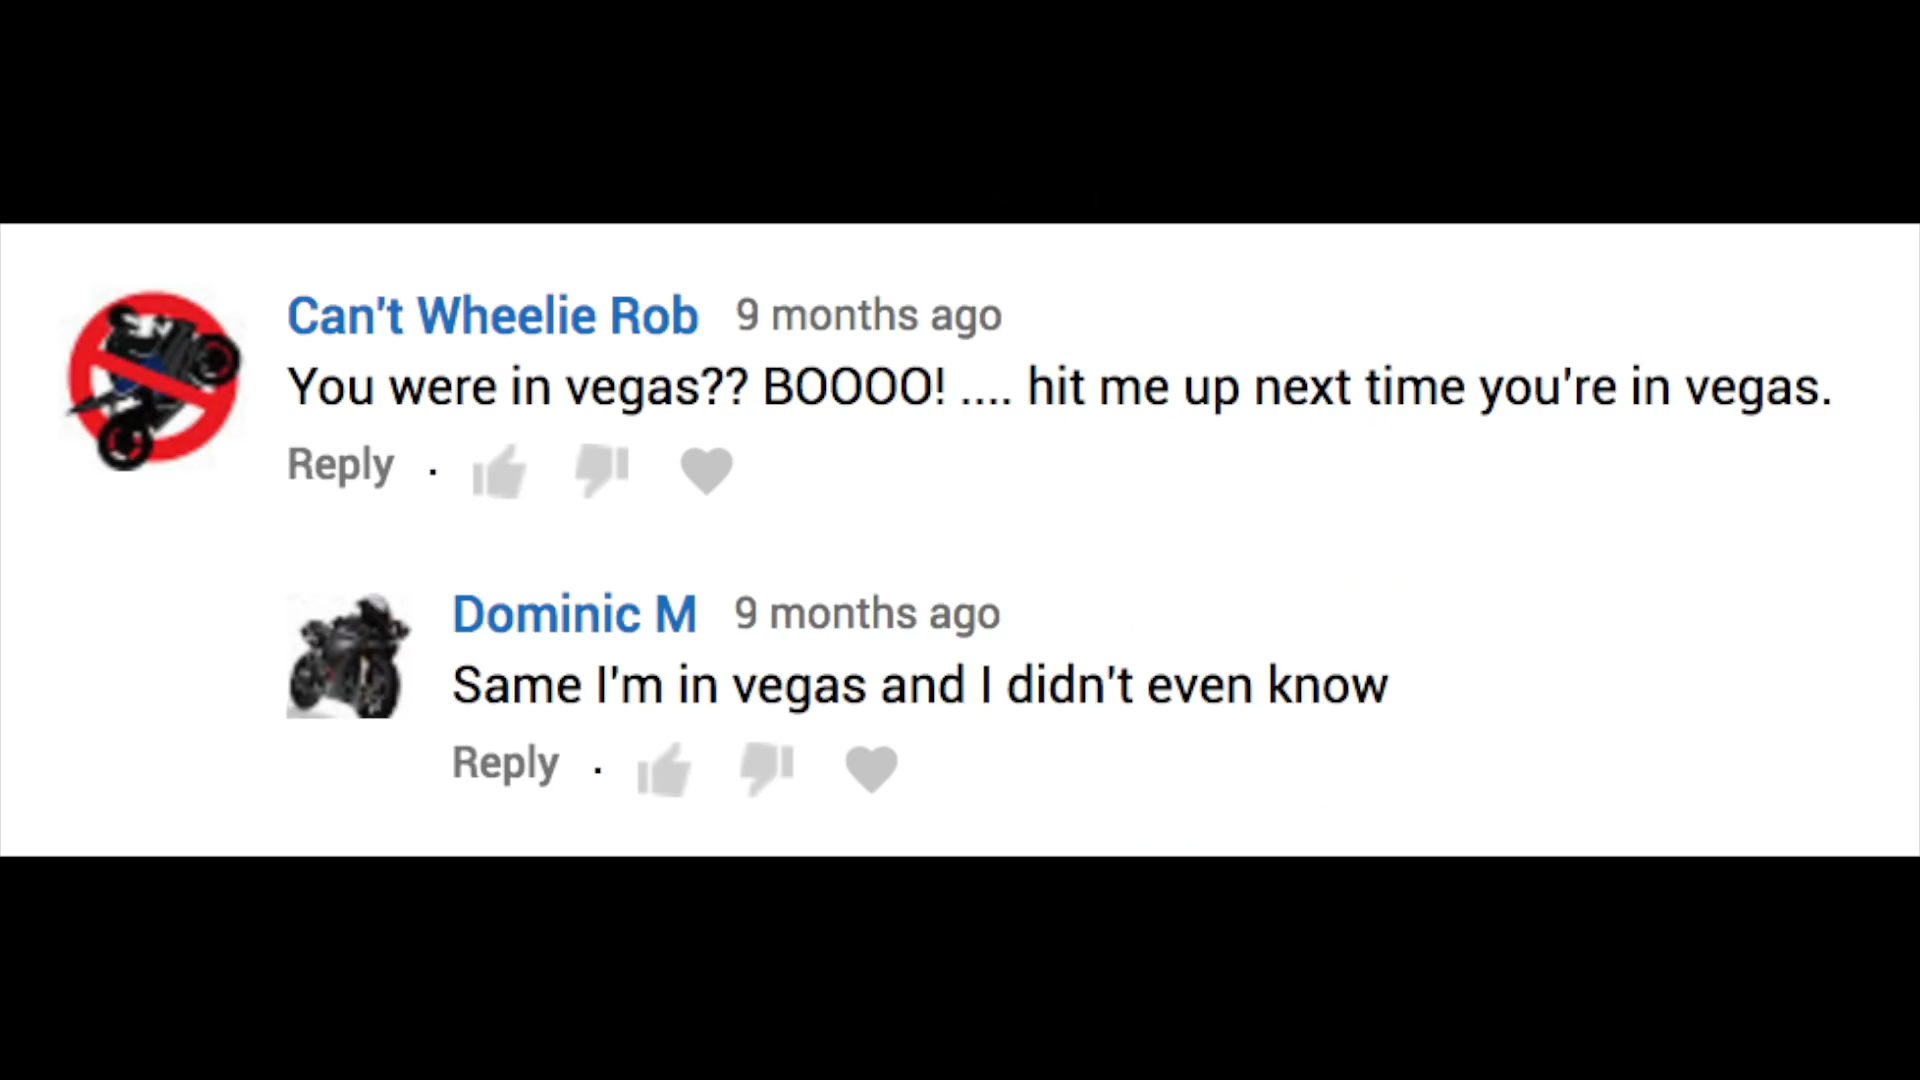 Can't Wheelie Rob 9 months ago
You were in vegas?? BOOOO! .... hit me up next time you're in vegas.
Reply .
Dominic M 9 months ago
Same I'm in vegas and I didn't even know
Reply .